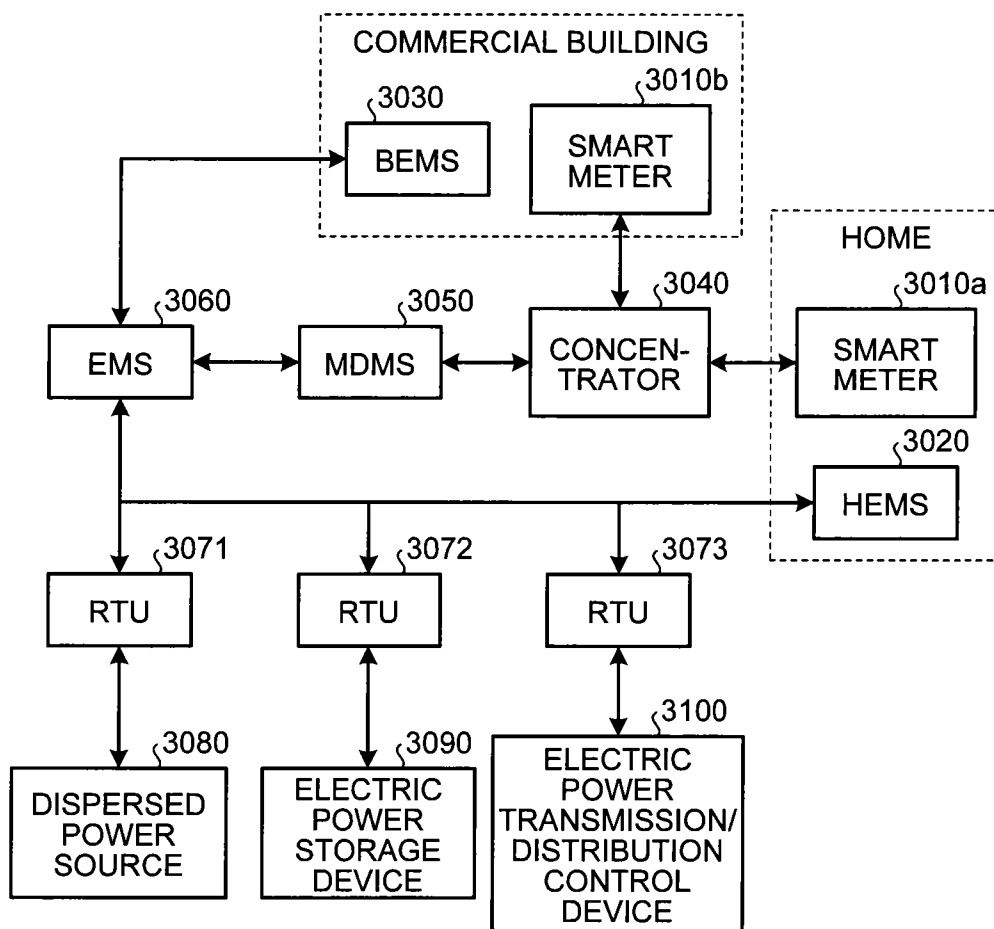 COMMERCIAL BUILDING
3030
BEMS
3010b
SMART
METER
HOME
3010a
SMART
METER
3020
HEMS
3060
EMS
3050
MDMS
3040
CONCEN-
TRATOR
3071
RTU
3072
RTU
3073
RTU
3080
DISPERSED
POWER
SOURCE
3090
ELECTRIC
POWER
STORAGE
DEVICE
3100
ELECTRIC
POWER
TRANSMISSION/
DISTRIBUTION
CONTROL
DEVICE